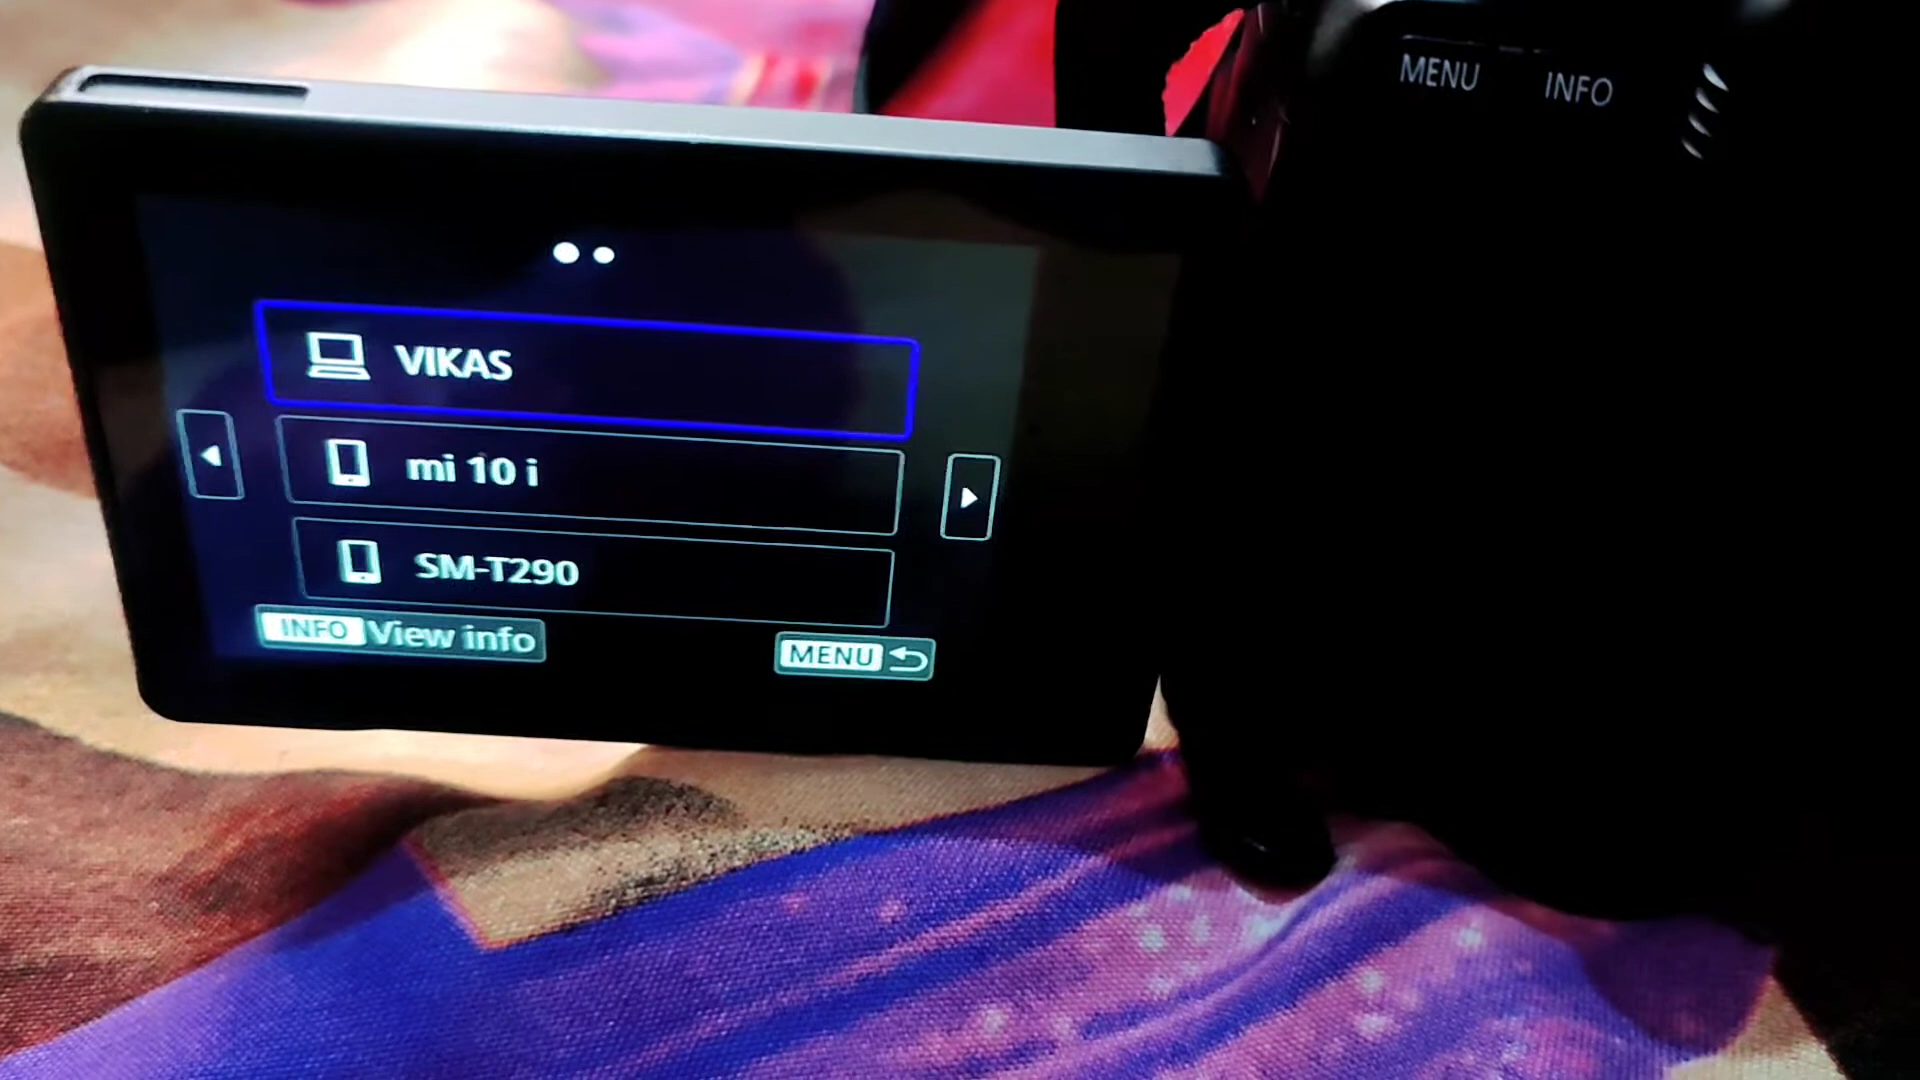 MENU INFO
VIKAS
mi 10 i
SM-T290
INFO View info
MENU